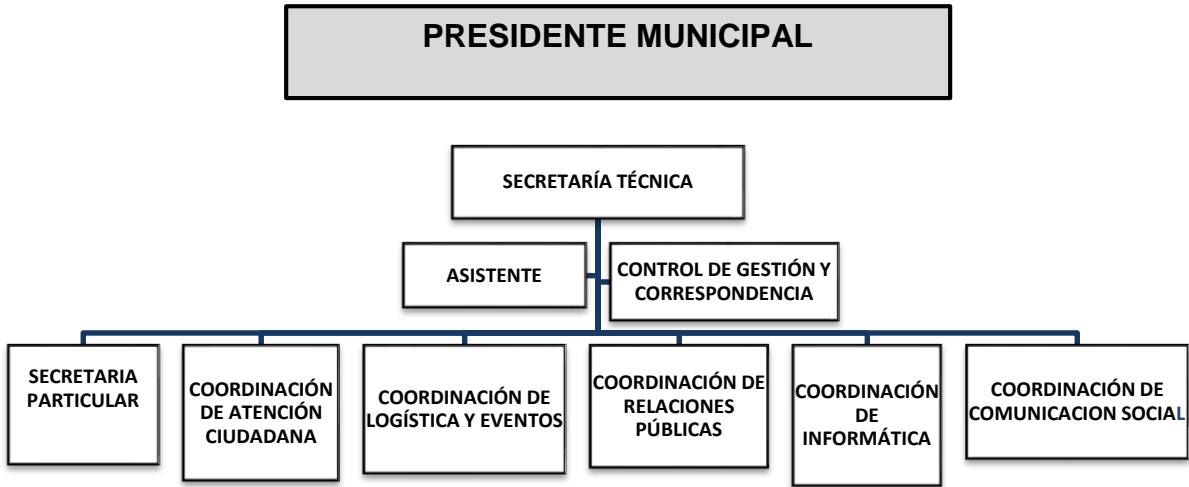 PRESIDENTE MUNICIPAL
SECRETARÍA TÉCNICA
ASISTENTE
CONTROL DE GESTIÓN Y
CORRESPONDENCIA
SECRETARIA
PARTICULAR
COORDINACIÓN
DE ATENCIÓN
CIUDADANA
COORDINACIÓN DE
LOGÍSTICA Y EVENTOS
COORDINACIÓN DE
RELACIONES
PÚBLICAS
COORDINACIÓN
DE
INFORMÁTICA
COORDINACIÓN DE
COMUNICACION SOCIAL